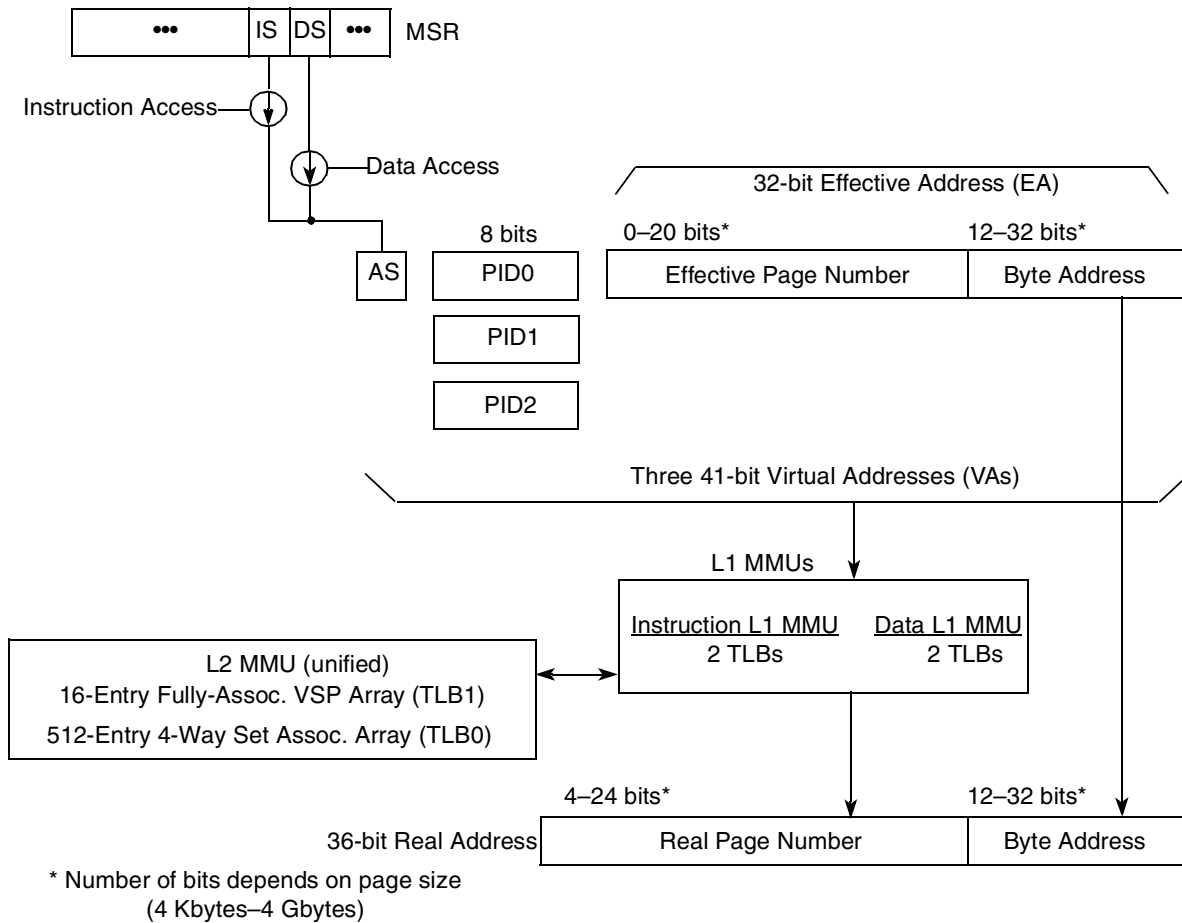 ••• IS DS ••• MSR
Instruction Access
Data Access
32-bit Effective Address (EA)
8 bits 0–20 bits* 12–32 bits*
AS PID0 Effective Page Number Byte Address
PID1
PID2
Three 41-bit Virtual Addresses (VAs)
L1 MMUs
Instruction L1 MMU Data L1 MMU
2 TLBs 2 TLBs
L2 MMU (unified)
16-Entry Fully-Assoc. VSP Array (TLB1)
512-Entry 4-Way Set Assoc. Array (TLB0)
4–24 bits* 12–32 bits*
36-bit Real Address Real Page Number Byte Address
* Number of bits depends on page size
(4 Kbytes–4 Gbytes)